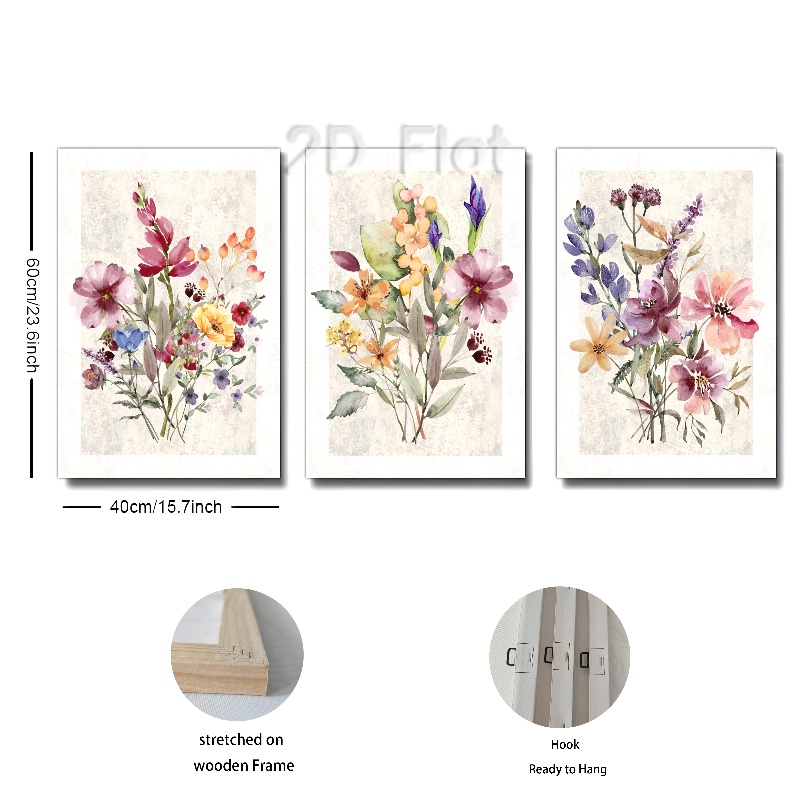 2D Flat
60cm/23.6inch
40cm/15.7inch
stretched on
wooden Frame
Hook
Ready to Hang